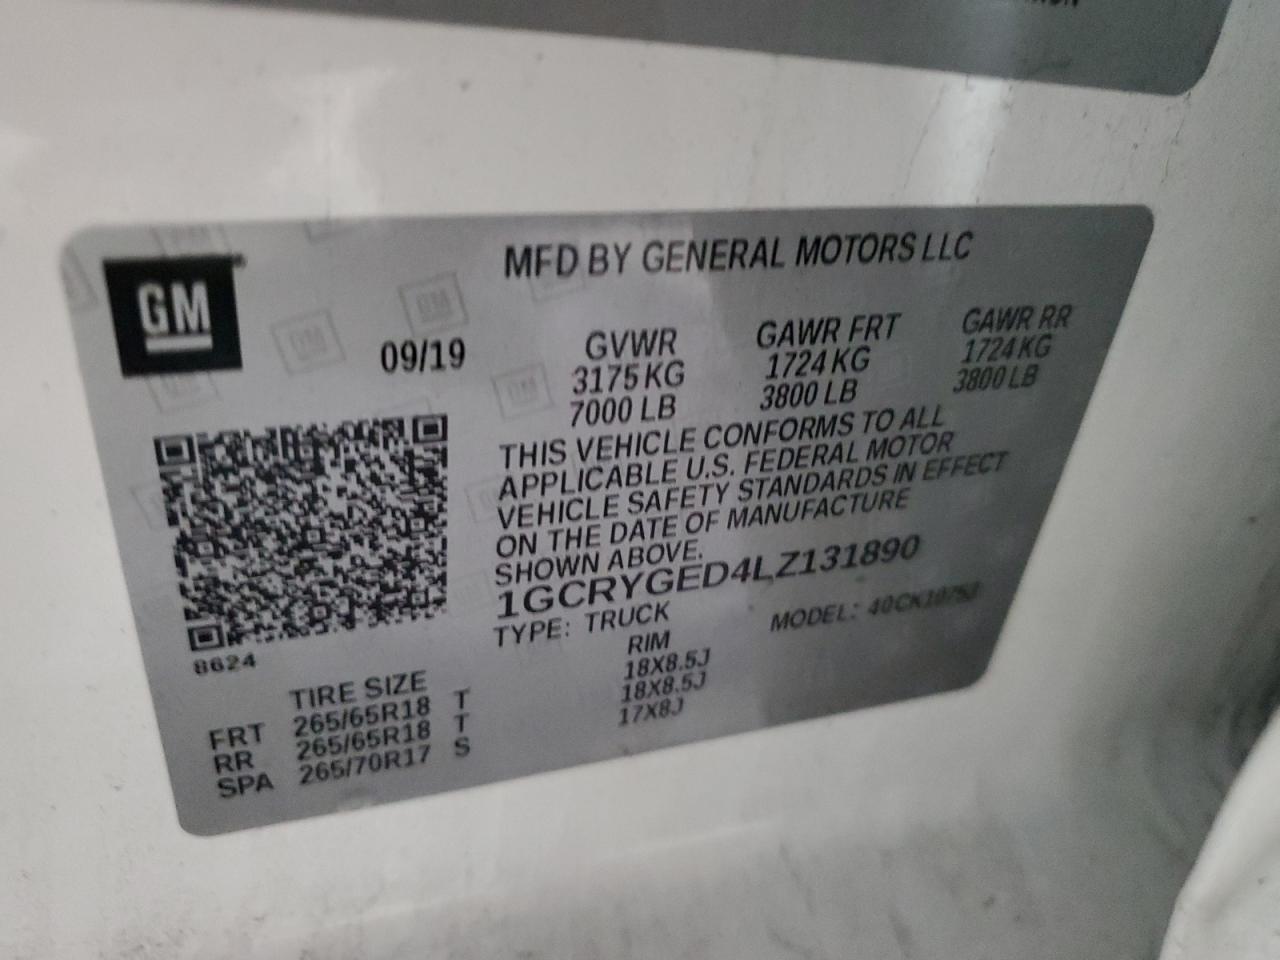 GM
MFD BY GENERAL MOTORS LLC
09/19
GVWR GAWR FRT GAWR RR
3175 KG 1724 KG 1724 KG
7000 LB 3800 LB 3800 LB
THIS VEHICLE CONFORMS TO ALL
APPLICABLE U.S. FEDERAL MOTOR
VEHICLE SAFETY STANDARDS IN EFFECT
ON THE DATE OF MANUFACTURE
SHOWN ABOVE.
1GCRYGED4LZ131890
TYPE: TRUCK MODEL:
8624
TIRE SIZE RIM
FRT 265/65R18 T 18X8.5J
RR 265/65R18 T 18X8.5J
SPA 265/70R17 S 17X8J